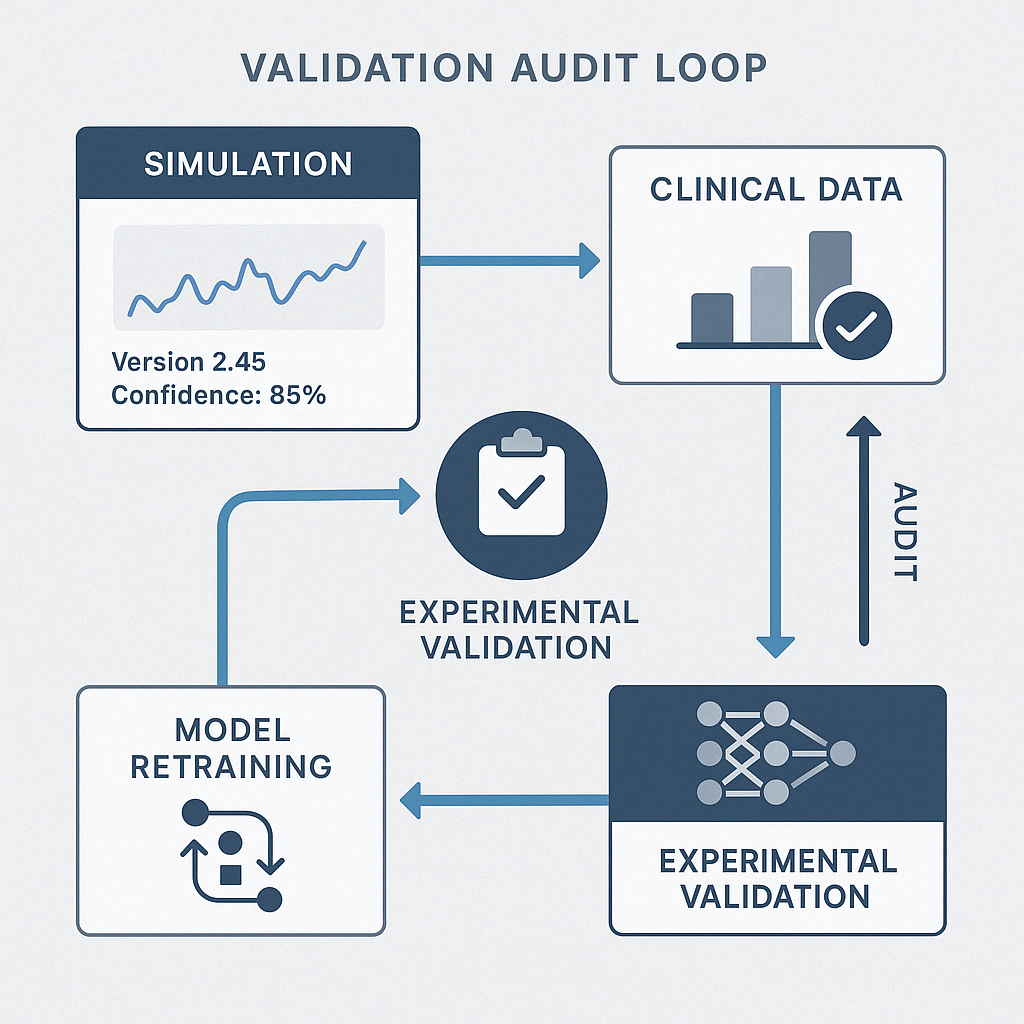 VALIDATION AUDIT LOOP
SIMULATION
Version 2.45
Confidence: 85%
CLINICAL DATA
AUDIT
EXPERIMENTAL
VALIDATION
MODEL
RETRAINING
EXPERIMENTAL
VALIDATION